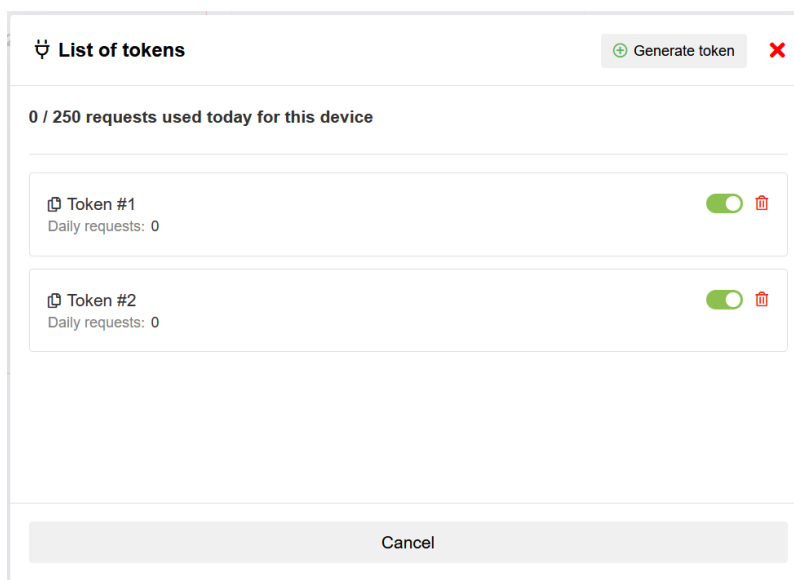 List of tokens
Generate token
0 / 250 requests used today for this device
Token #1
Daily requests: 0
Token #2
Daily requests: 0
Cancel